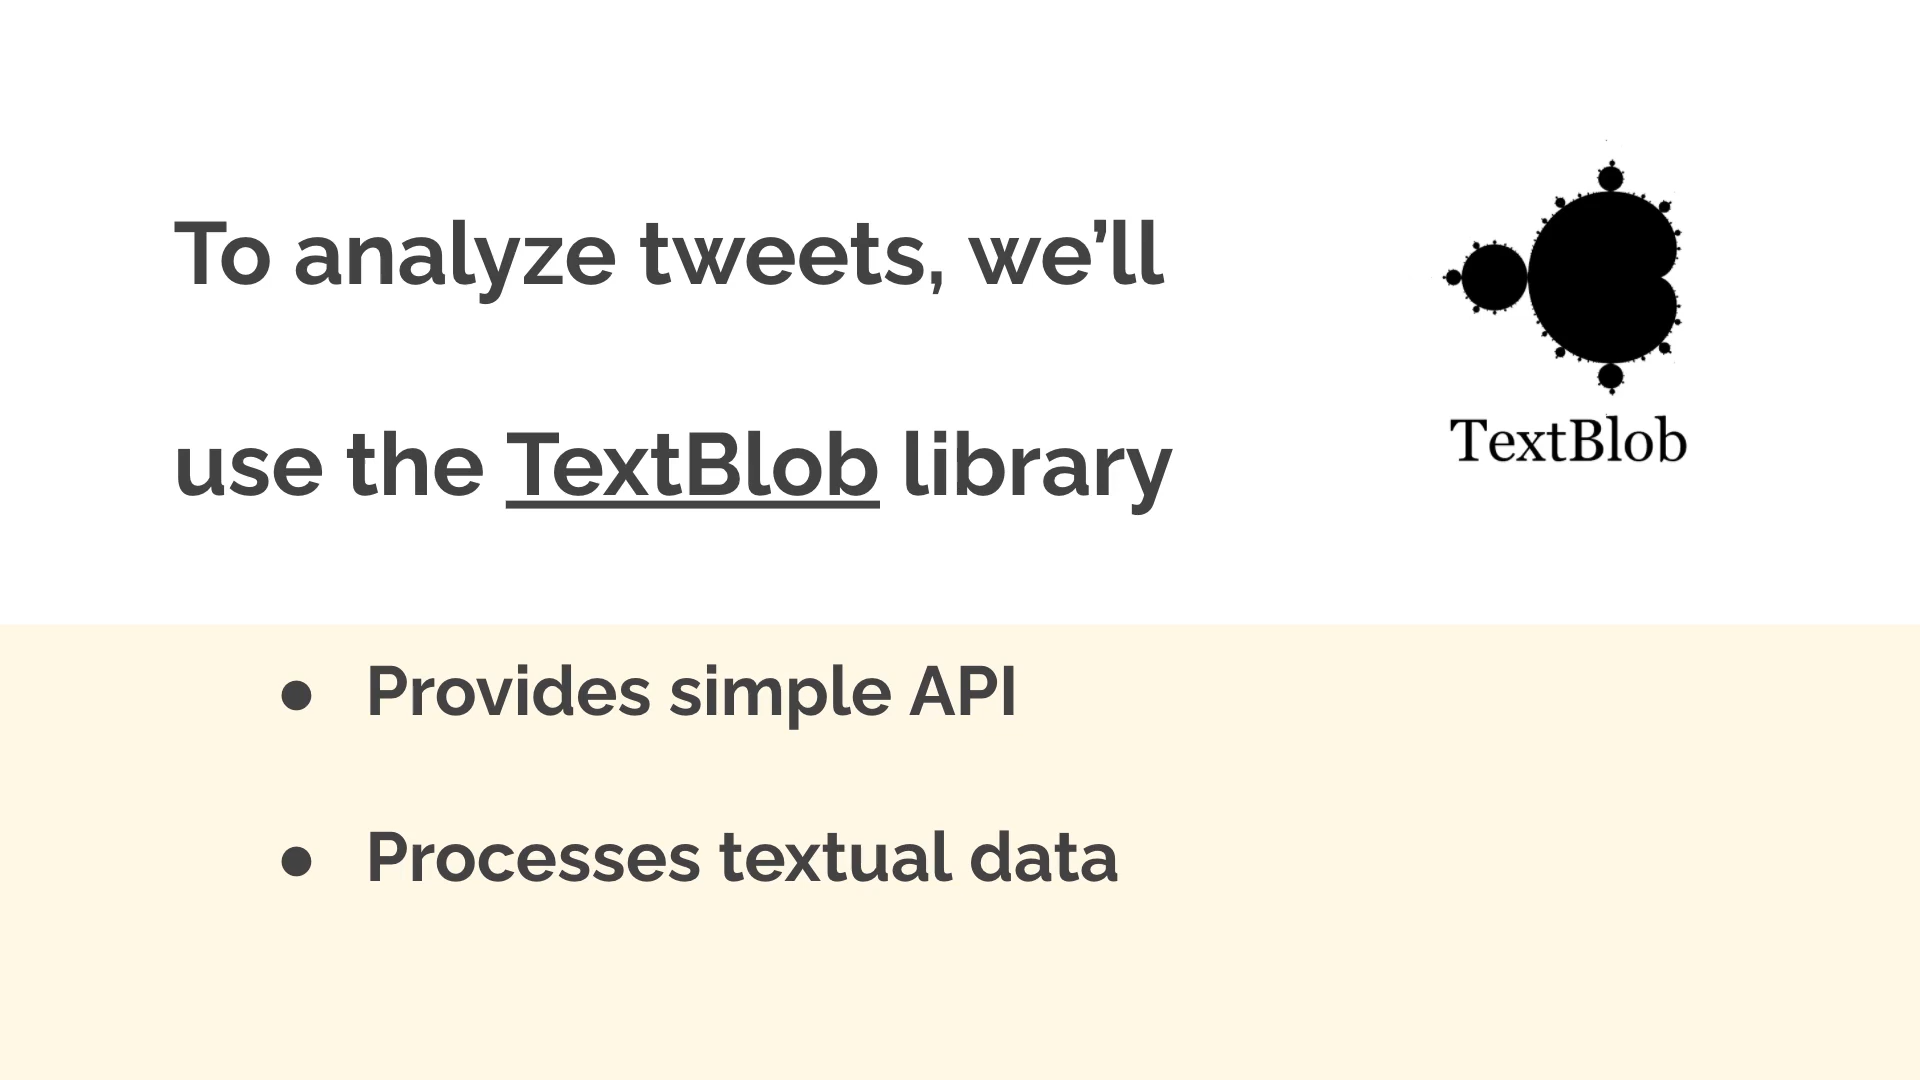 To analyze tweets, we’ll
use the TextBlob library
TextBlob
● Provides simple API
● Processes textual data